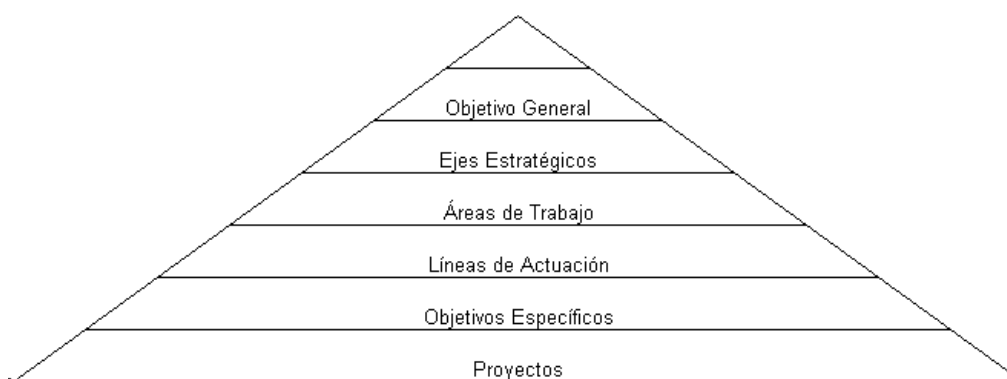 Objetivo General
Ejes Estratégicos
Áreas de Trabajo
Líneas de Actuación
Objetivos Específicos
Proyectos